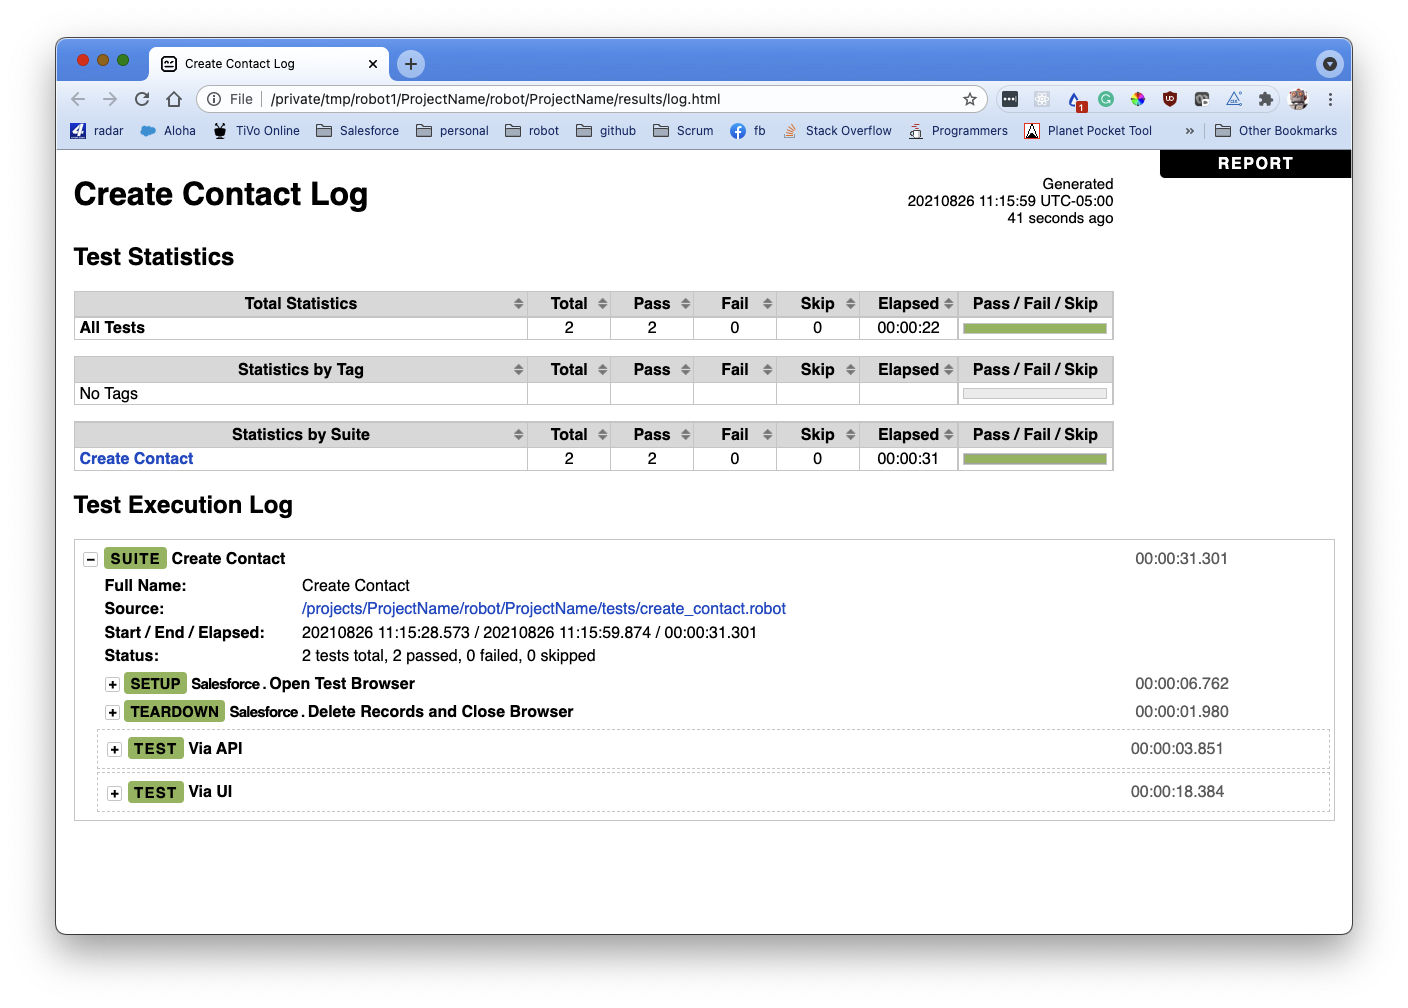 Create Contact Log
File /private/tmp/robot1/ProjectName/robot/ProjectName/results/log.html
1
radar Aloha TiVo Online Salesforce personal robot github Scrum fb Stack Overflow Programmers Planet Pocket Tool » Other Bookmarks
REPORT
Create Contact Log
Generated
20210826 11:15:59 UTC-05:00
41 seconds ago
Test Statistics
Total Statistics Total Pass Fail Skip Elapsed Pass / Fail / Skip
All Tests 2 2 0 0 00:00:22
Statistics by Tag Total Pass Fail Skip Elapsed Pass / Fail / Skip
No Tags
Statistics by Suite Total Pass Fail Skip Elapsed Pass / Fail / Skip
Create Contact 2 2 0 0 00:00:31
Test Execution Log
SUITE Create Contact 00:00:31.301
Full Name: Create Contact
Source: /projects/ProjectName/robot/ProjectName/tests/create_contact.robot
Start / End / Elapsed: 20210826 11:15:28.573 / 20210826 11:15:59.874 / 00:00:31.301
Status: 2 tests total, 2 passed, 0 failed, 0 skipped
SETUP Salesforce . Open Test Browser 00:00:06.762
TEARDOWN Salesforce . Delete Records and Close Browser 00:00:01.980
TEST Via API 00:00:03.851
TEST Via UI 00:00:18.384